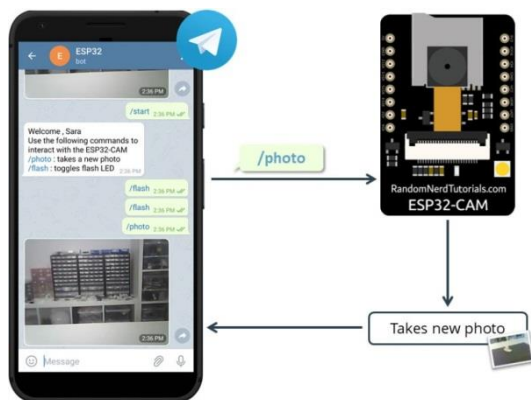 ESP32
bot
2:36 PM
/start 2:36 PM
Welcome , Sara
Use the following commands to
interact with the ESP32-CAM
/photo : takes a new photo
/flash : toggles flash LED 2:36 PM
/flash 2:36 PM
/flash 2:36 PM
/photo 2:36 PM
2:36 PM
Message
/photo
RandomNerdTutorials.com
ESP32-CAM
Takes new photo